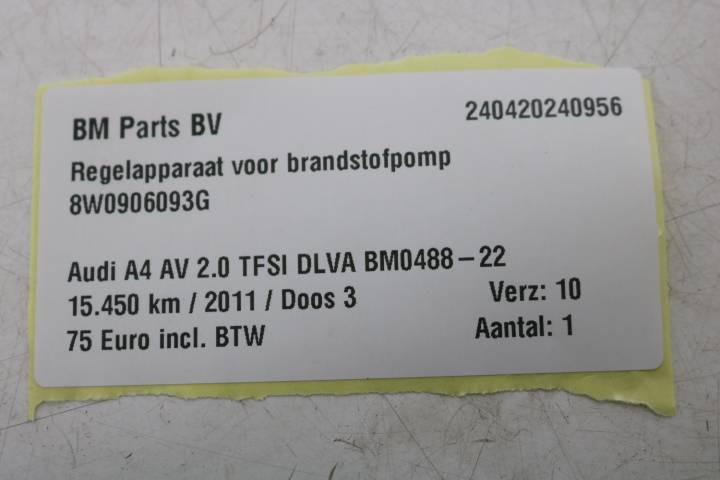 BM Parts BV 240420240956
Regelapparaat voor brandstofpomp
8W0906093G
Audi A4 AV 2.0 TFSI DLVA BM0488-22
15.450 km / 2011 / Doos 3 Verz: 10
75 Euro incl. BTW Aantal: 1